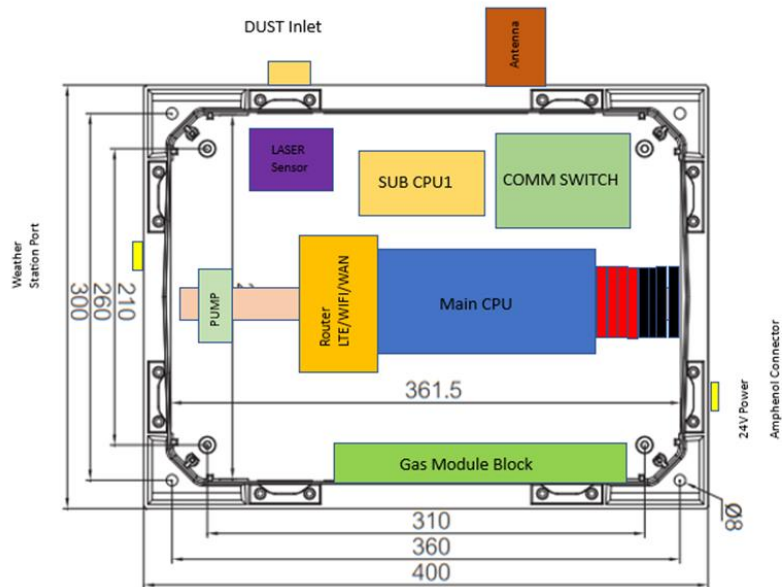 DUST Inlet
Antenna
LASER
Sensor
SUB CPU1
COMM SWITCH
Weather
Station Port
300
260
210
PUMP
Router
LTE/WIFI/WAN
Main CPU
361.5
24V Power
Amphenol Connector
Gas Module Block
310
360
400
Ø8